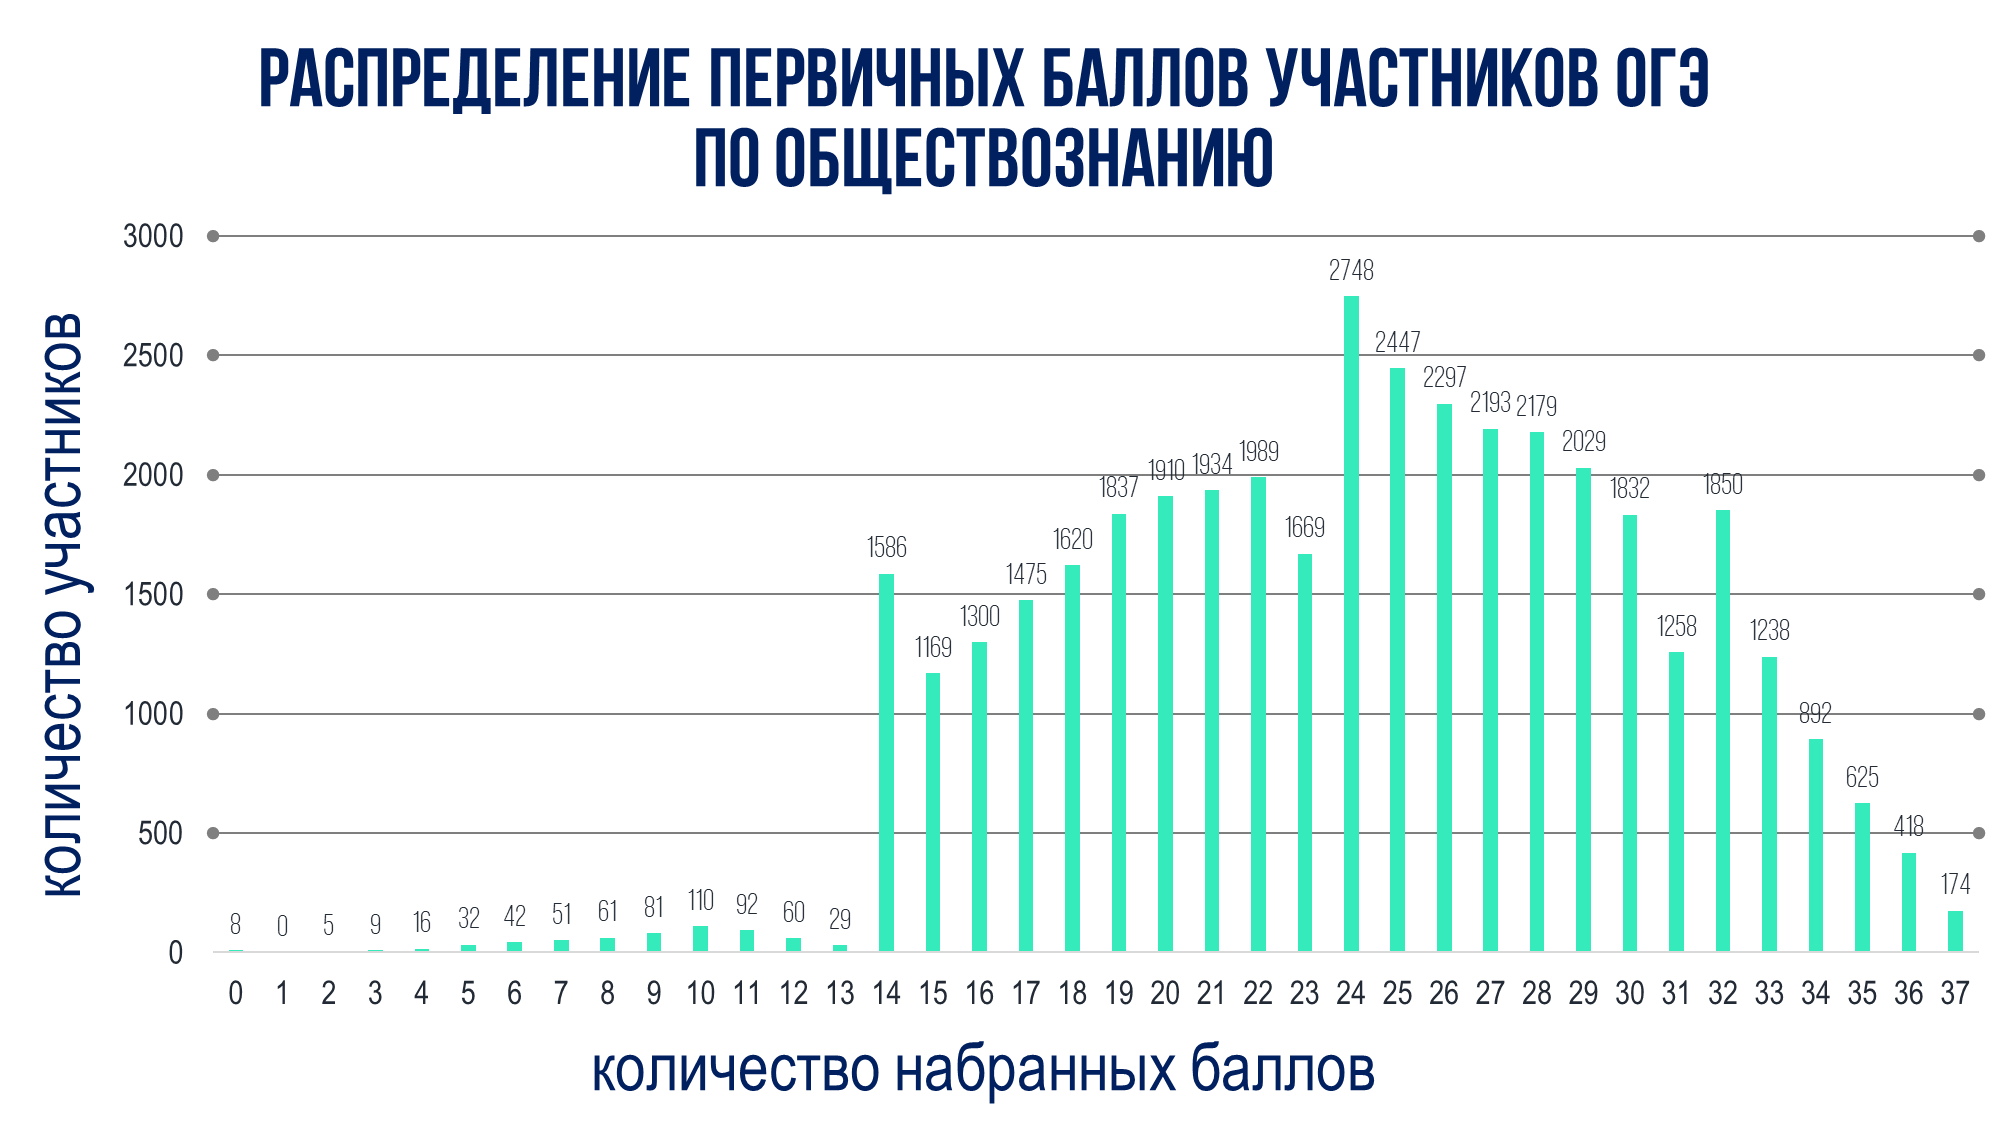 РАСПРЕДЕЛЕНИЕ ПЕРВИЧНЫХ БАЛЛОВ УЧАСТНИКОВ ОГЭ
ПО ОБЩЕСТВОЗНАНИЮ
количество участников
3000
2500
2000
1500
1000
500
0
8 0 5 9 16 32 42 51 61 81 110 92 60 29 1586 1169 1300 1475 1620 1837 1910 1934 1989 1669 2748 2447 2297 2193 2179 2029 1832 1258 1850 1238 892 625 418 174
0 1 2 3 4 5 6 7 8 9 10 11 12 13 14 15 16 17 18 19 20 21 22 23 24 25 26 27 28 29 30 31 32 33 34 35 36 37
количество набранных баллов